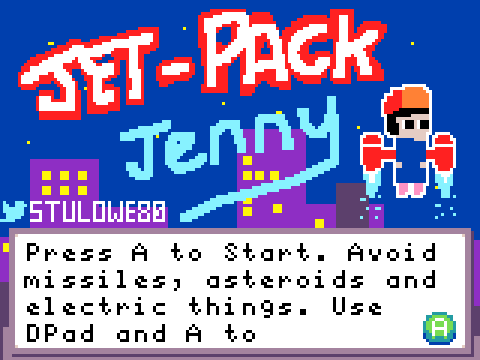 JET-PACK
Jenny
STULOWE80
Press A to Start. Avoid
missiles, asteroids and
electric things. Use
DPad and A to
A